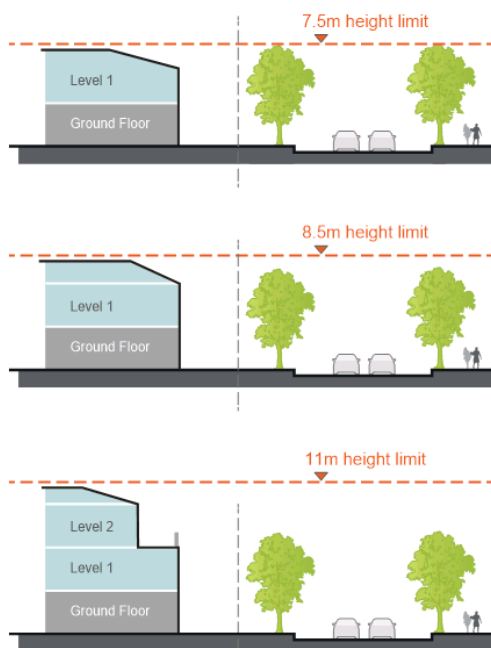 7.5m height limit
Level 1
Ground Floor
8.5m height limit
Level 1
Ground Floor
11m height limit
Level 2
Level 1
Ground Floor